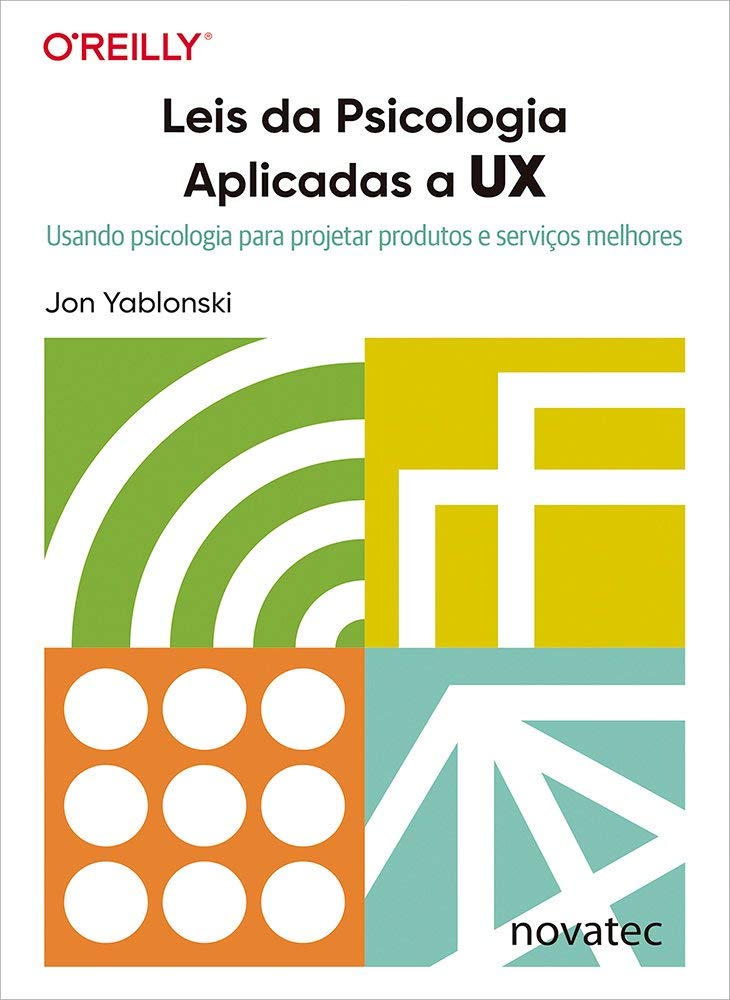 O'REILLY®
Leis da Psicologia
Aplicadas a UX
Usando psicologia para projetar produtos e serviços melhores
Jon Yablonski
novatec